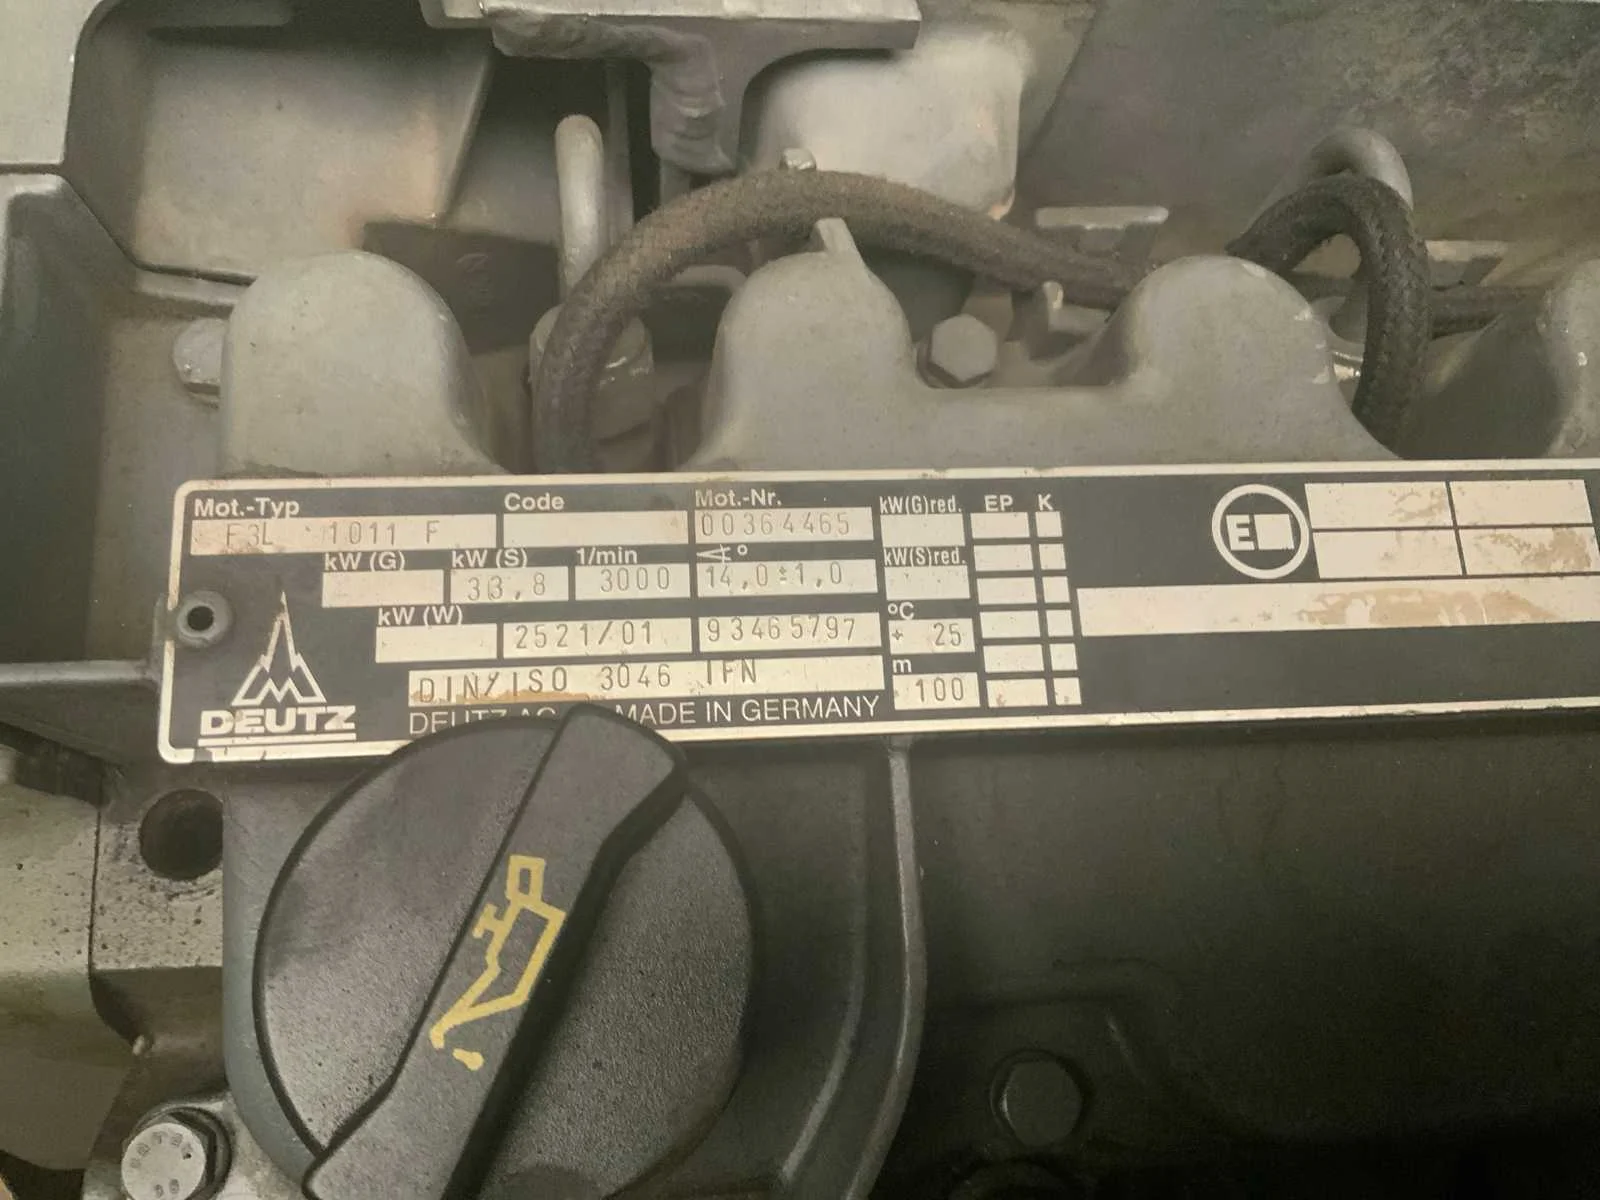 Mot.-Typ Code Mot.-Nr. kW(G)red. EP K
F3L 1011 F 00364465
kW (G) kW (S) 1/min ∢° kW(S)red.
33,8 3000 14,0±1,0
kW (W) °C
2521/01 93465797 + 25
DIN/ISO 3046 IFN m
100
DEUTZ AG MADE IN GERMANY
DEUTZ
E